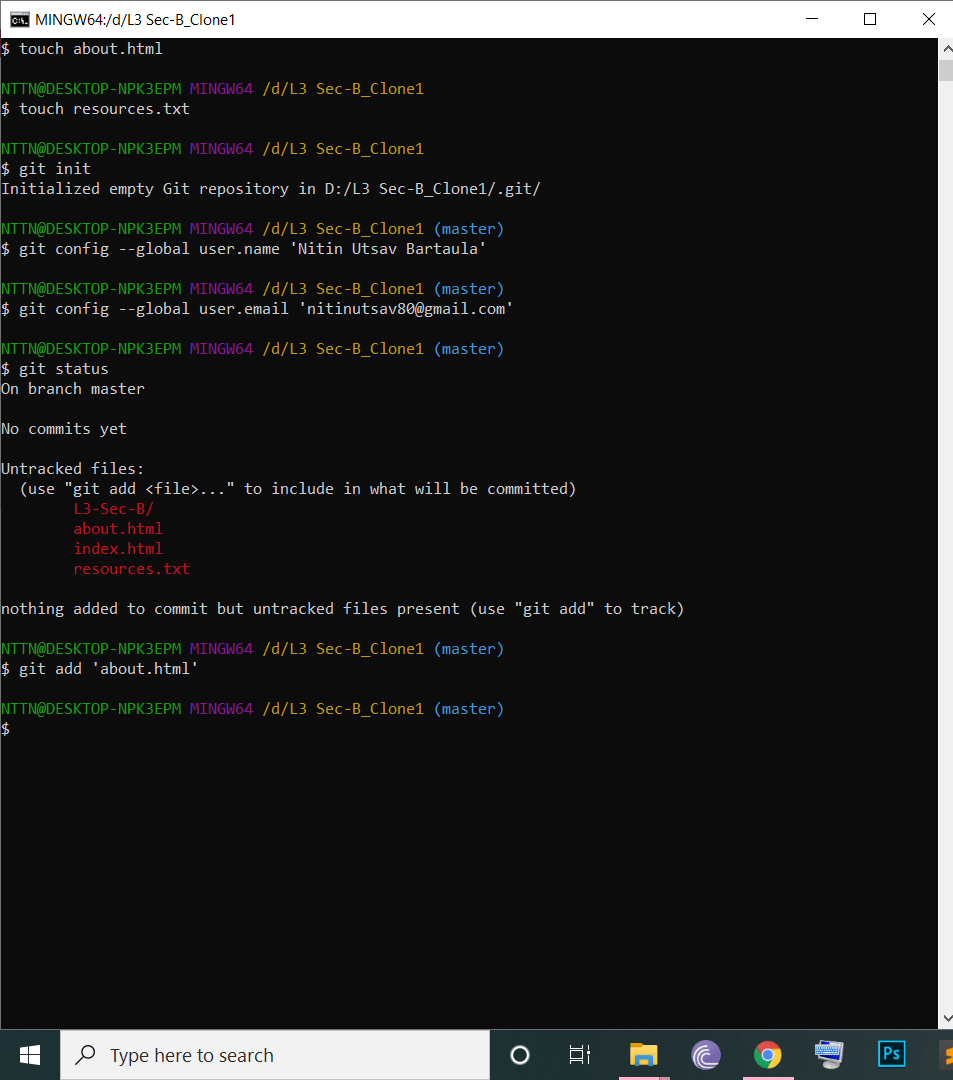 MINGW64:/d/L3 Sec-B_Clone1
$ touch about.html
NTTN@DESKTOP-NPK3EPM MINGW64 /d/L3 Sec-B_Clone1
$ touch resources.txt
NTTN@DESKTOP-NPK3EPM MINGW64 /d/L3 Sec-B_Clone1
$ git init
Initialized empty Git repository in D:/L3 Sec-B_Clone1/.git/
NTTN@DESKTOP-NPK3EPM MINGW64 /d/L3 Sec-B_Clone1 (master)
$ git config --global user.name 'Nitin Utsav Bartaula'
NTTN@DESKTOP-NPK3EPM MINGW64 /d/L3 Sec-B_Clone1 (master)
$ git config --global user.email 'nitinutsav80@gmail.com'
NTTN@DESKTOP-NPK3EPM MINGW64 /d/L3 Sec-B_Clone1 (master)
$ git status
On branch master
No commits yet
Untracked files:
(use "git add <file>..." to include in what will be committed)
L3-Sec-B/
about.html
index.html
resources.txt
nothing added to commit but untracked files present (use "git add" to track)
NTTN@DESKTOP-NPK3EPM MINGW64 /d/L3 Sec-B_Clone1 (master)
$ git add 'about.html'
NTTN@DESKTOP-NPK3EPM MINGW64 /d/L3 Sec-B_Clone1 (master)
$
Type here to search
Ps